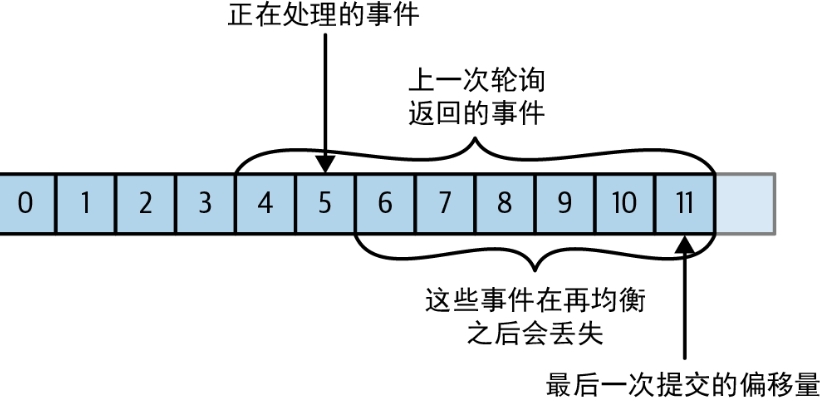 正在处理的事件
上一次轮询
返回的事件
0 1 2 3 4 5 6 7 8 9 10 11
这些事件在再均衡
之后会丢失
最后一次提交的偏移量